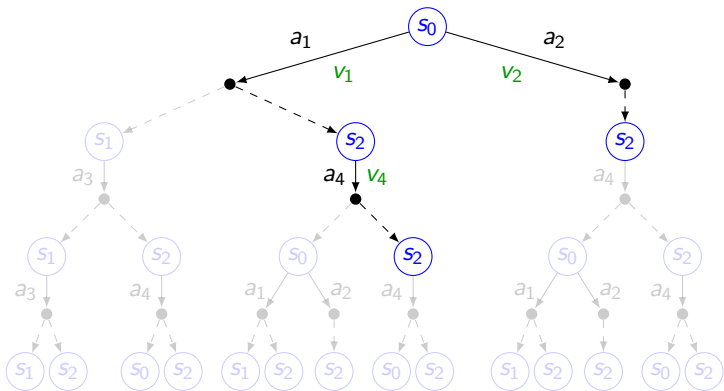 s₀
a₁ a₂
v₁ v₂
s₁ s₂ s₂
a₃ a₄ v₄ a₄
s₁ s₂ s₀ s₂ s₀ s₂
a₃ a₄ a₁ a₂ a₄ a₁ a₂ a₄
s₁ s₂ s₀ s₂ s₁ s₂ s₂ s₀ s₂ s₁ s₂ s₂ s₀ s₂